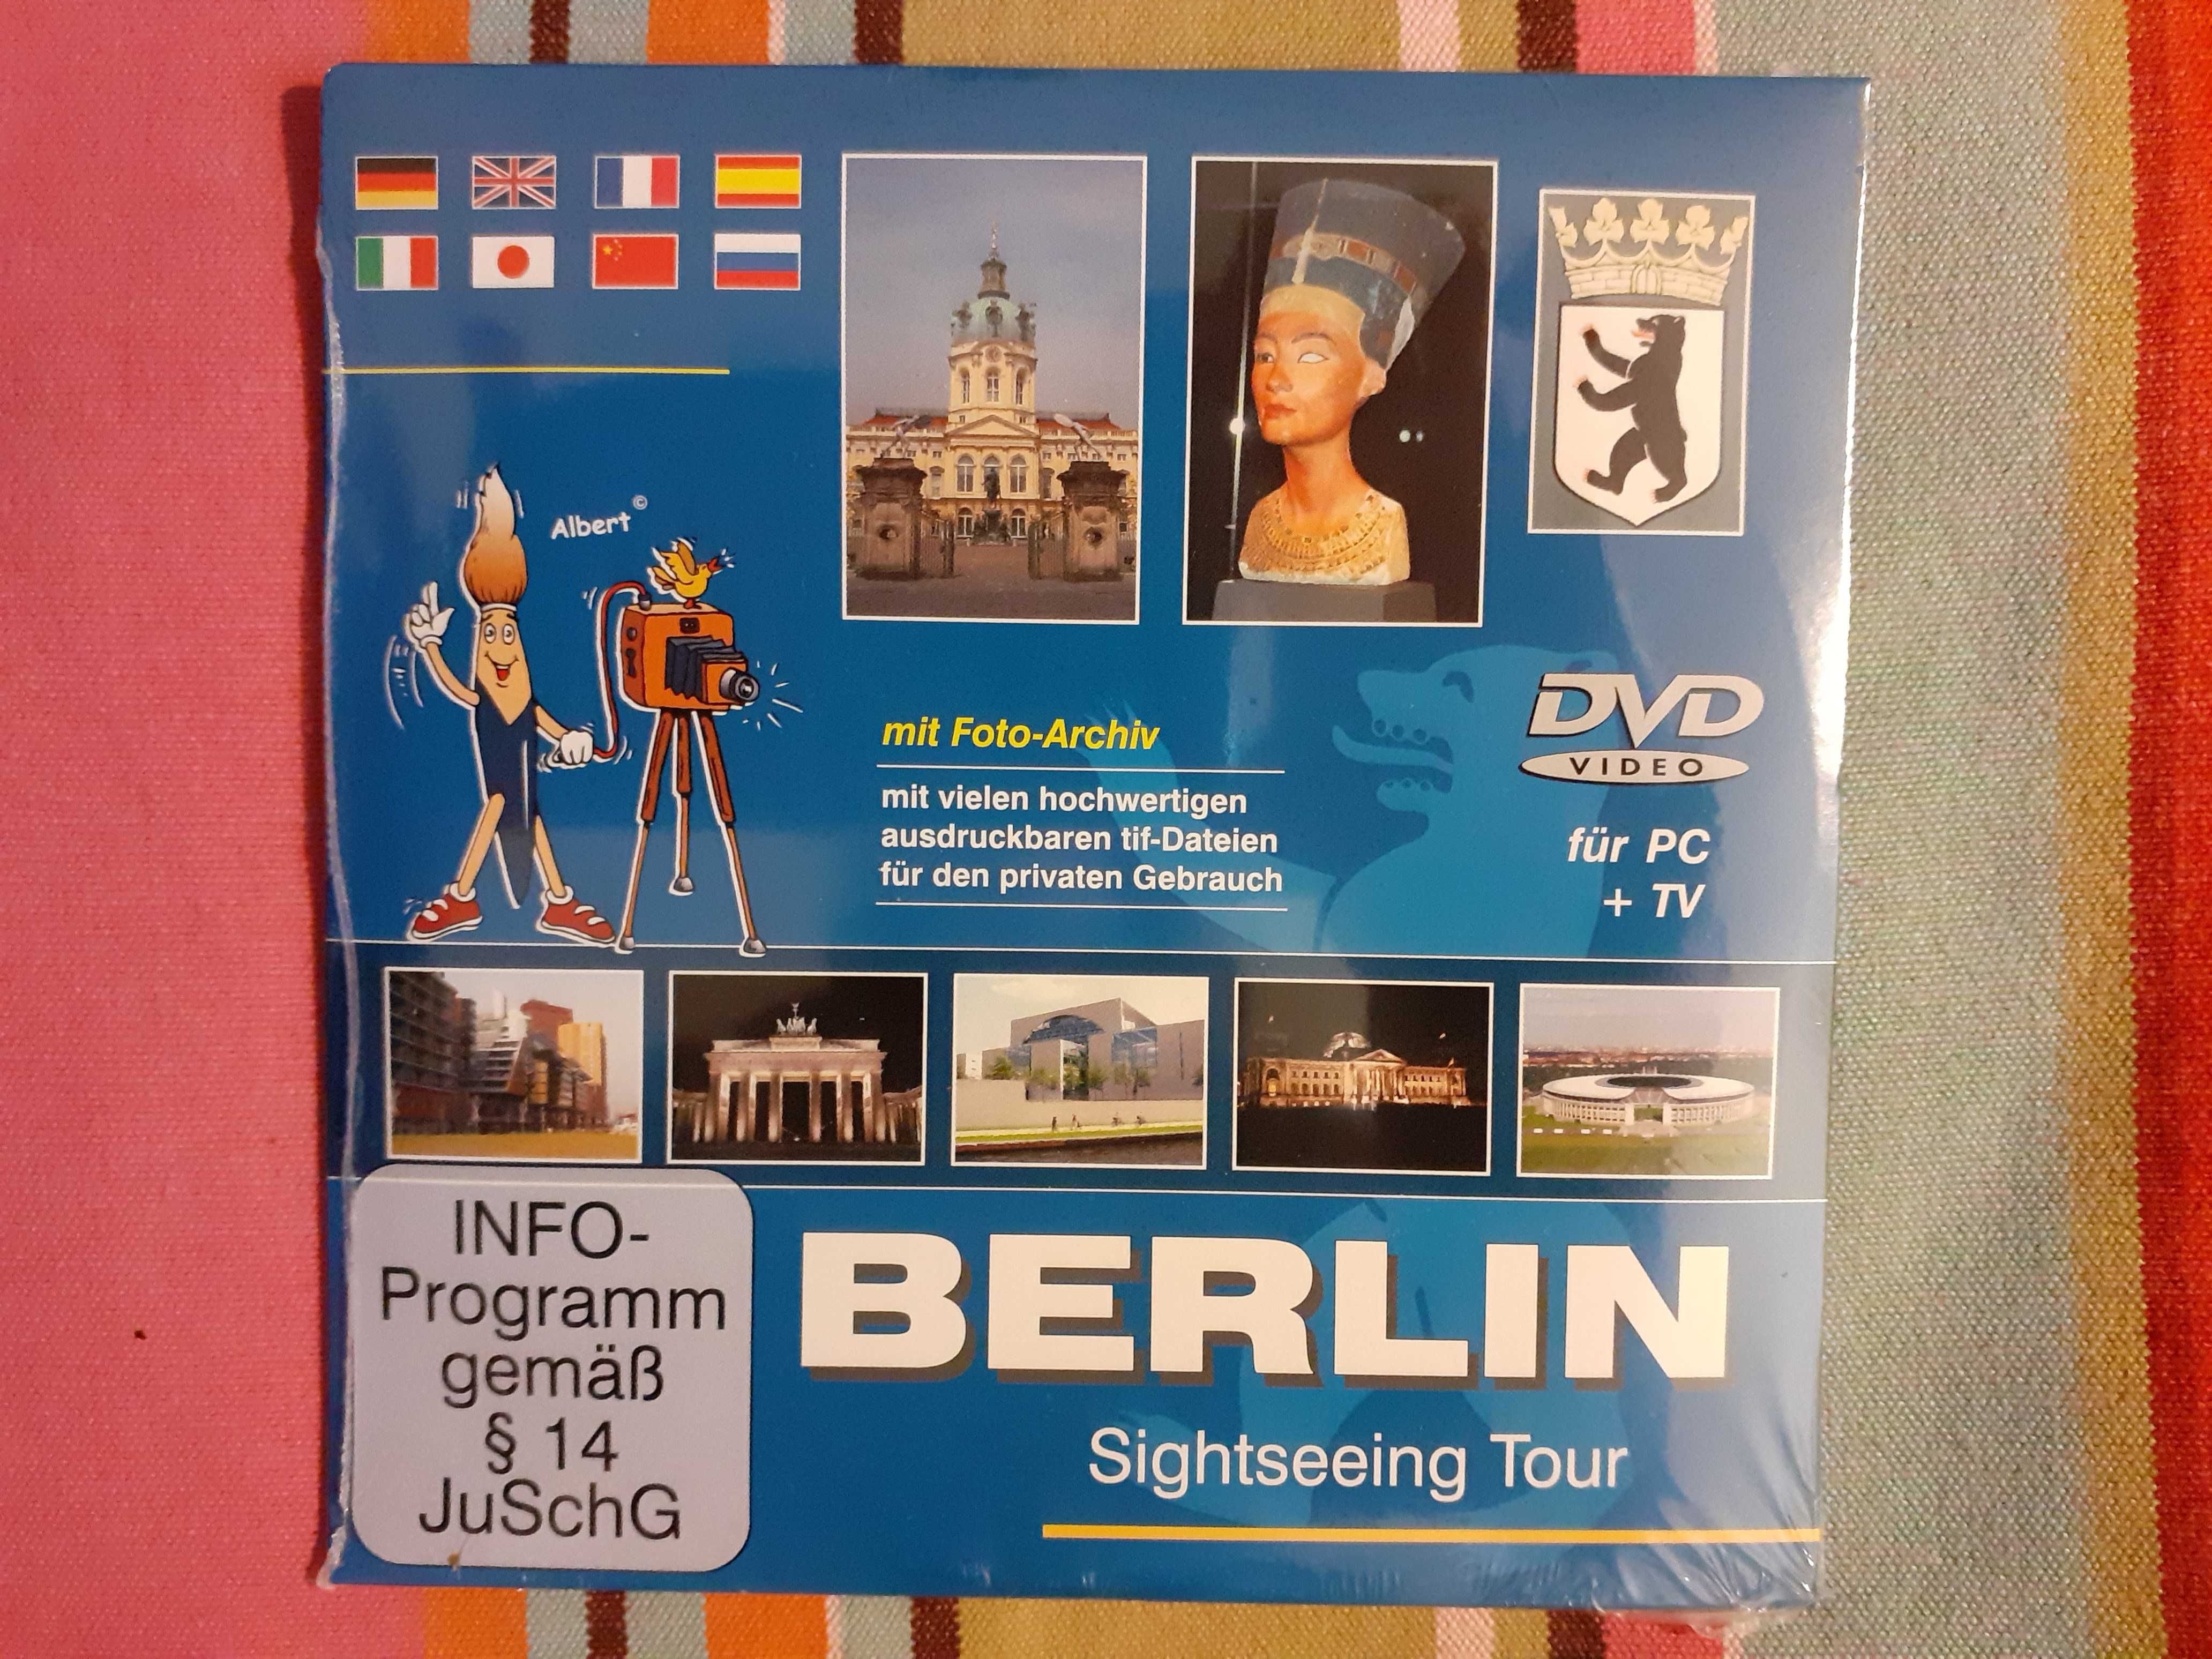 Albert©
mit Foto-Archiv
mit vielen hochwertigen
ausdruckbaren tif-Dateien
für den privaten Gebrauch
DVD
VIDEO
für PC
+ TV
INFO-
Programm
gemäß
§ 14
JuSchG
BERLIN
Sightseeing Tour